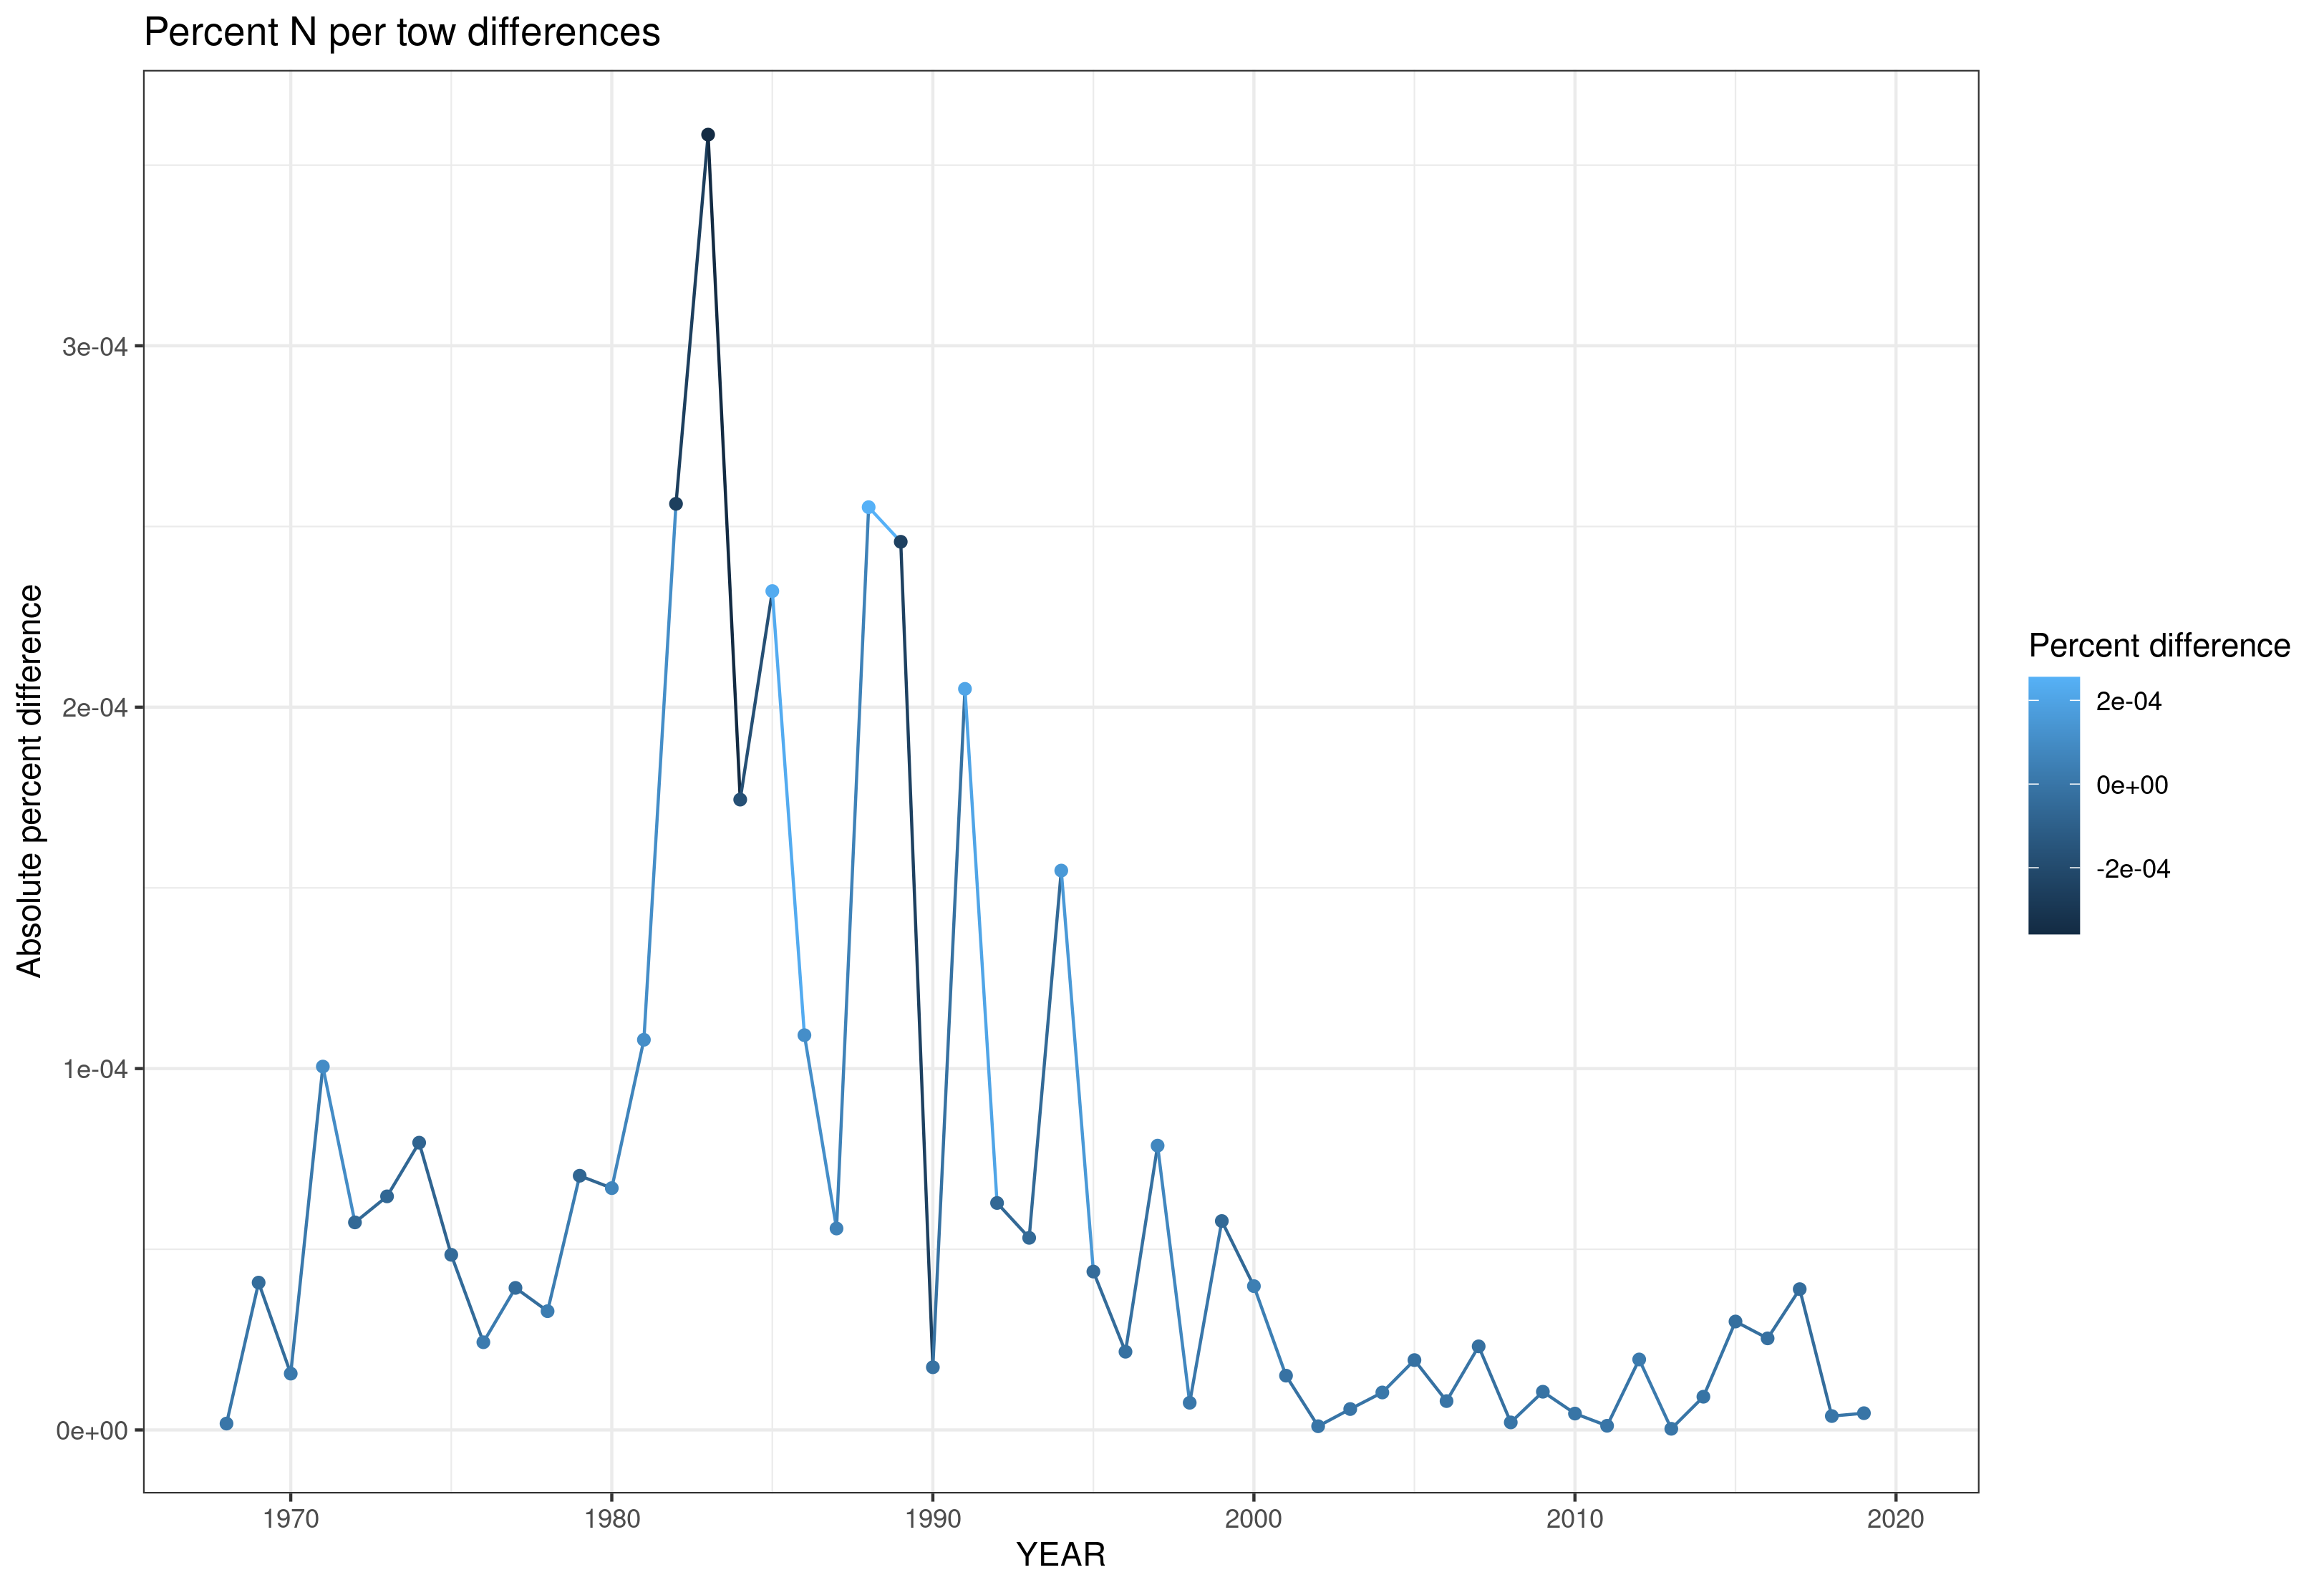 Percent N per tow differences
Absolute percent difference
3e-04
2e-04
1e-04
0e+00
1970
1980
1990
2000
2010
2020
YEAR
Percent difference
2e-04
0e+00
-2e-04